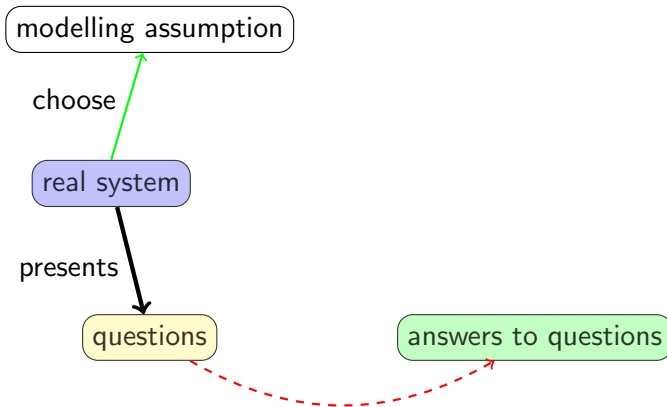 modelling assumption
choose
real system
presents
questions
answers to questions